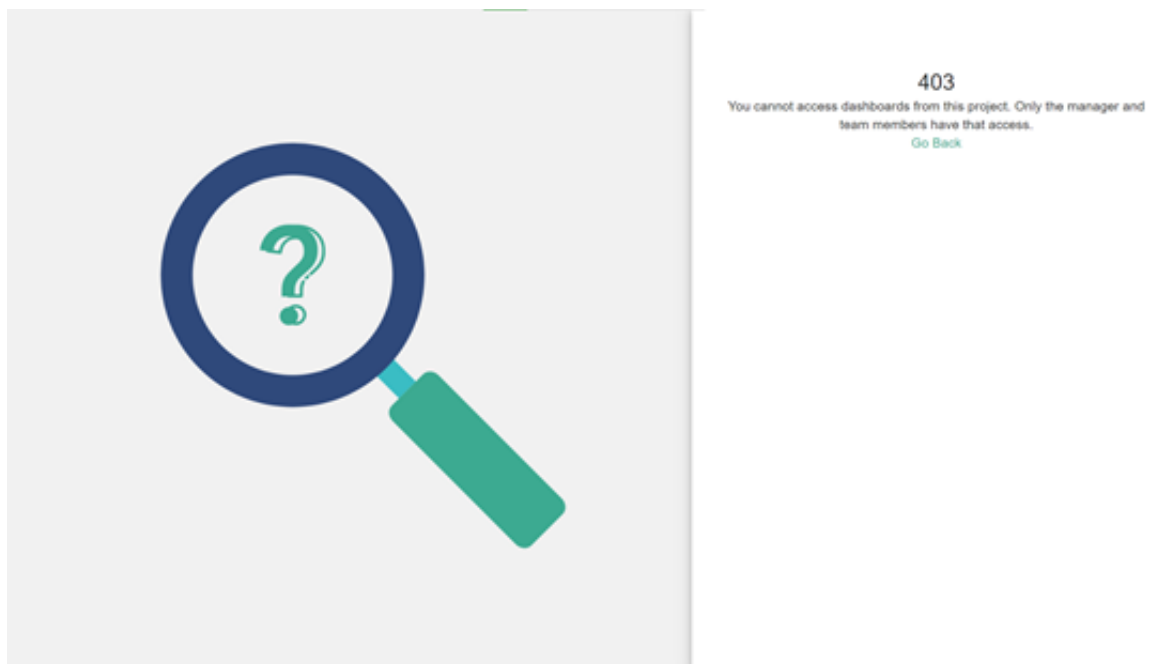 ?
403
You cannot access dashboards from this project. Only the manager and
team members have that access.
Go Back